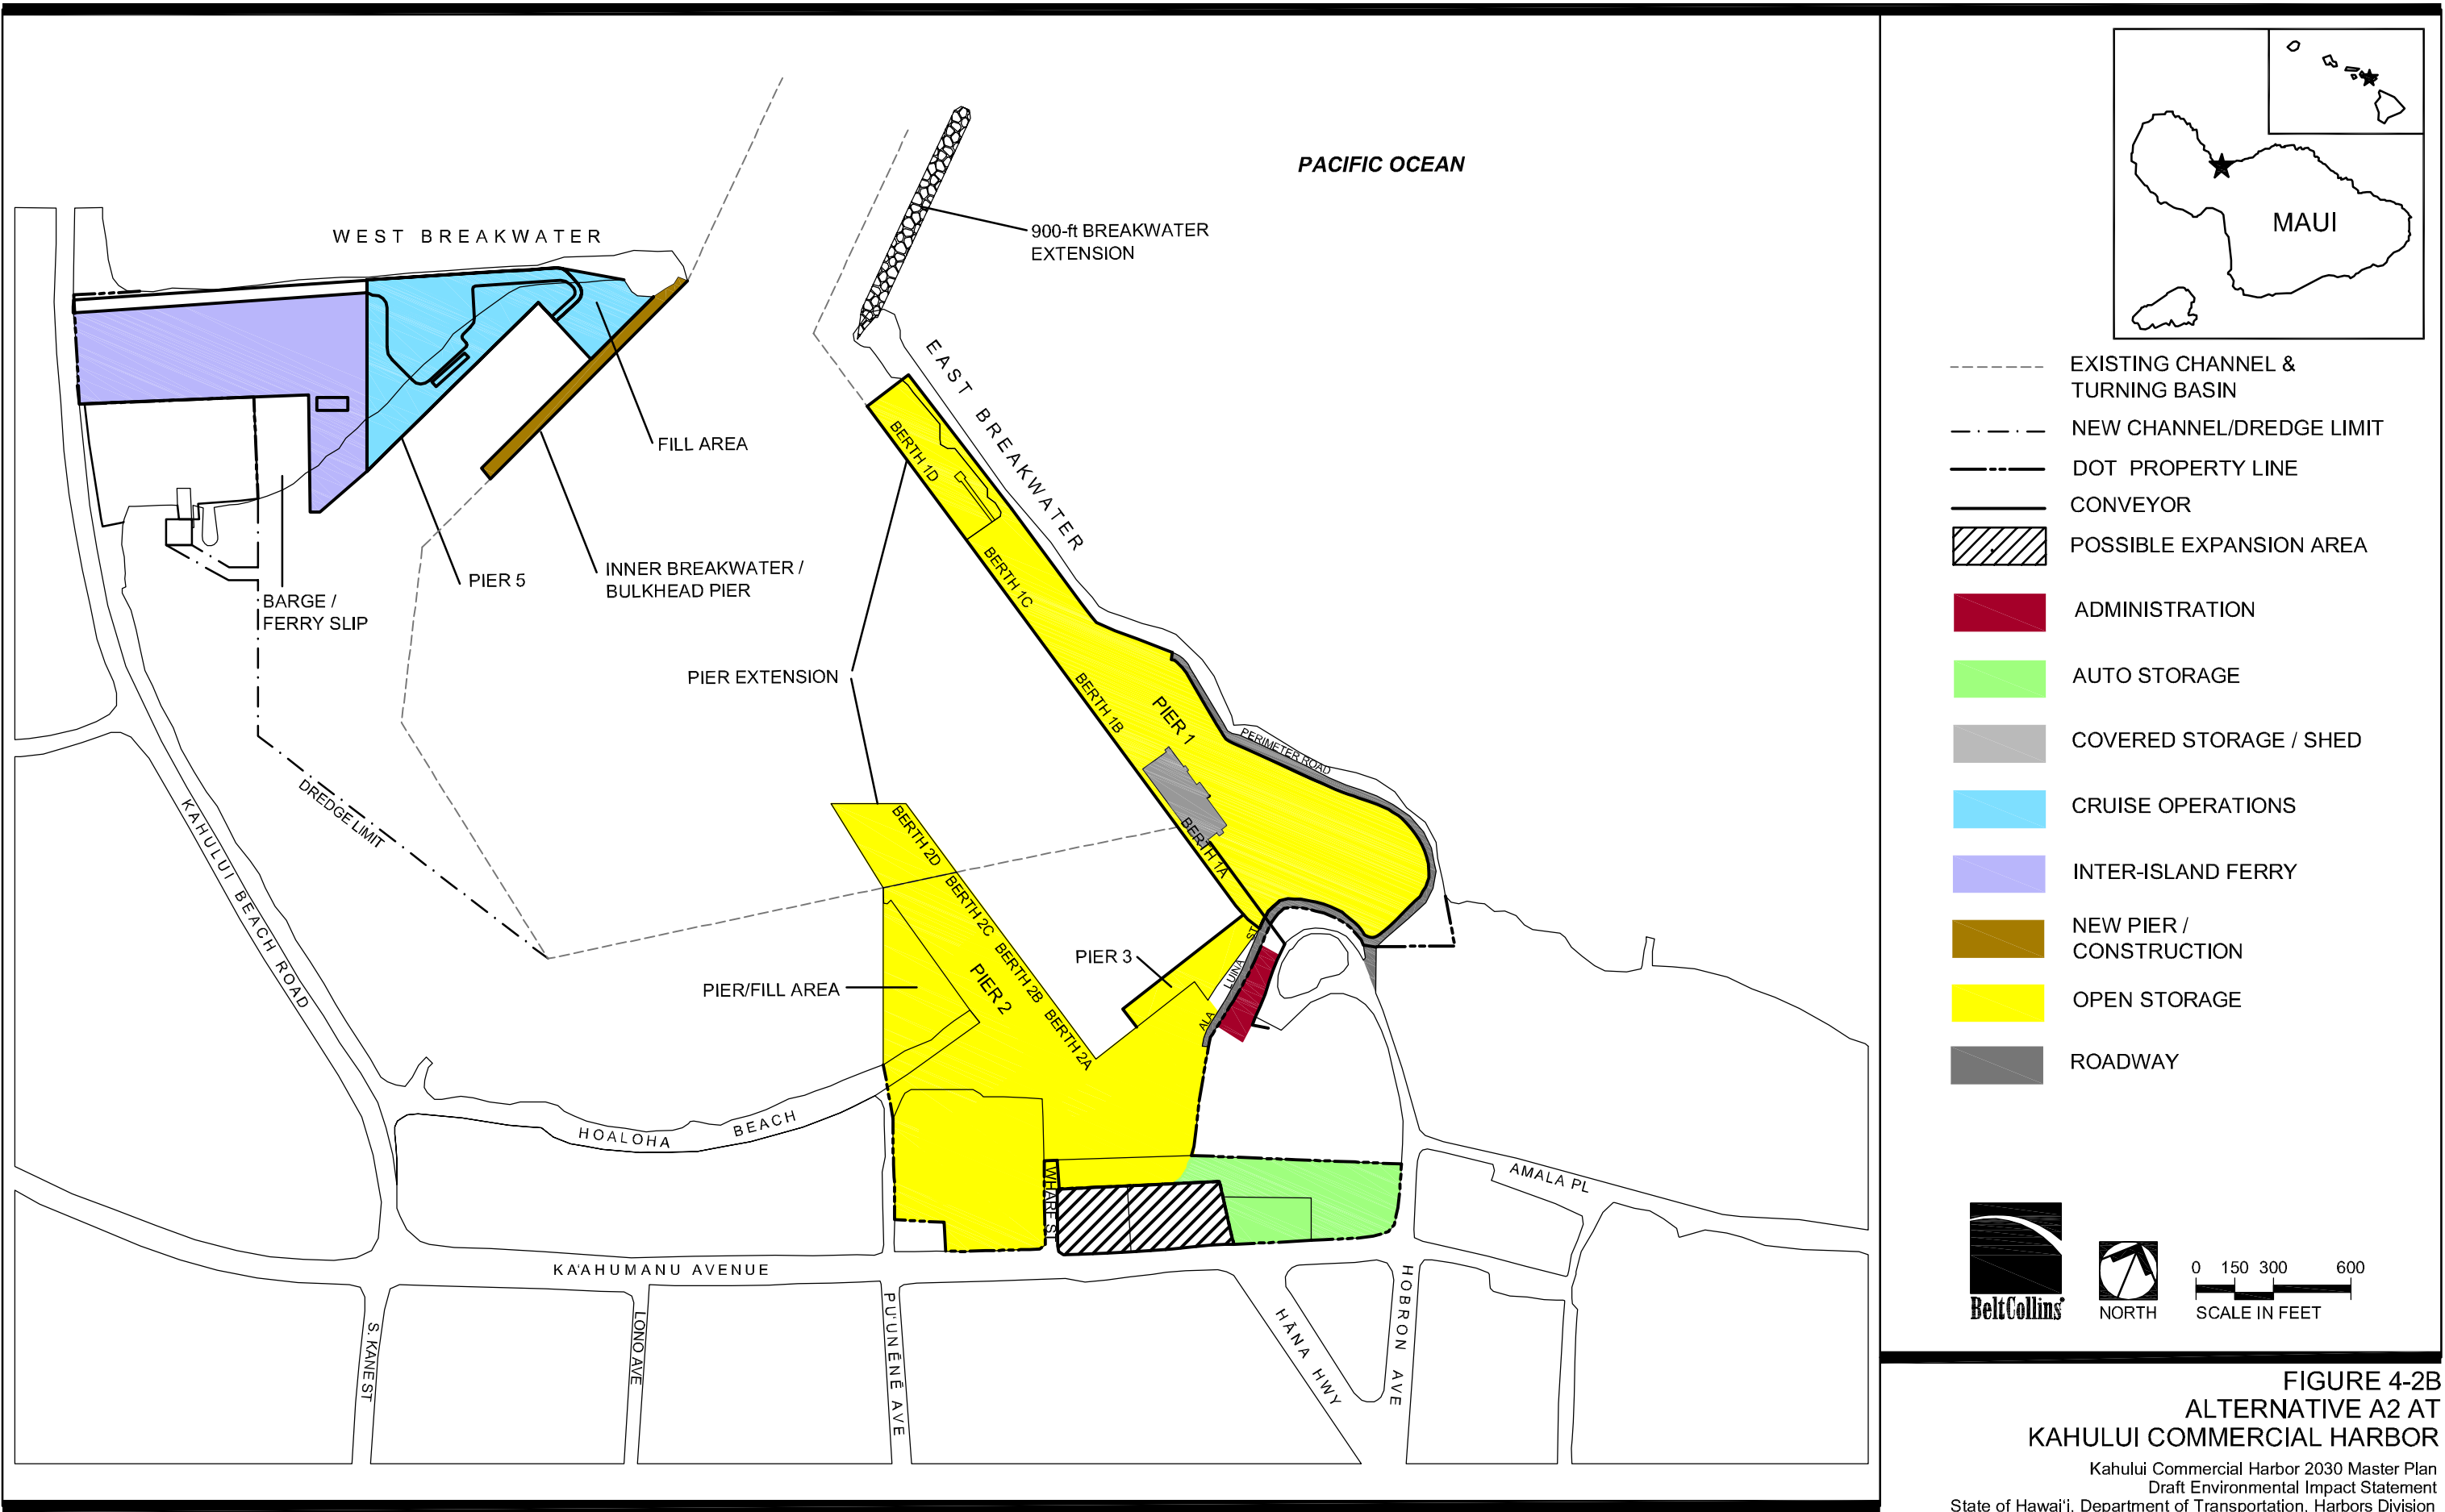 PACIFIC OCEAN
WEST BREAKWATER
900-ft BREAKWATER
EXTENSION
EAST BREAKWATER
FILL AREA
PIER 5
INNER BREAKWATER /
BULKHEAD PIER
BARGE /
FERRY SLIP
PIER EXTENSION
BERTH 1D
BERTH 1C
BERTH 1B
BERTH 1A
PIER 1
PERIMETER ROAD
DREDGE LIMIT
KAHULUI BEACH ROAD
BERTH 2D
BERTH 2C
BERTH 2B
BERTH 2A
PIER 2
PIER 3
PIER/FILL AREA
ALA LUINA ST
HOALOHA BEACH
WHARF ST
AMALA PL
KA'AHUMANU AVENUE
S. KANE ST
LONO AVE
PU'UNĒNĒ AVE
HĀNA HWY
HOBRON AVE
MAUI
EXISTING CHANNEL &
TURNING BASIN
NEW CHANNEL/DREDGE LIMIT
DOT PROPERTY LINE
CONVEYOR
POSSIBLE EXPANSION AREA
ADMINISTRATION
AUTO STORAGE
COVERED STORAGE / SHED
CRUISE OPERATIONS
INTER-ISLAND FERRY
NEW PIER /
CONSTRUCTION
OPEN STORAGE
ROADWAY
BeltCollins
NORTH
0 150 300 600
SCALE IN FEET
FIGURE 4-2B
ALTERNATIVE A2 AT
KAHULUI COMMERCIAL HARBOR
Kahului Commercial Harbor 2030 Master Plan
Draft Environmental Impact Statement
State of Hawai'i, Department of Transportation, Harbors Division